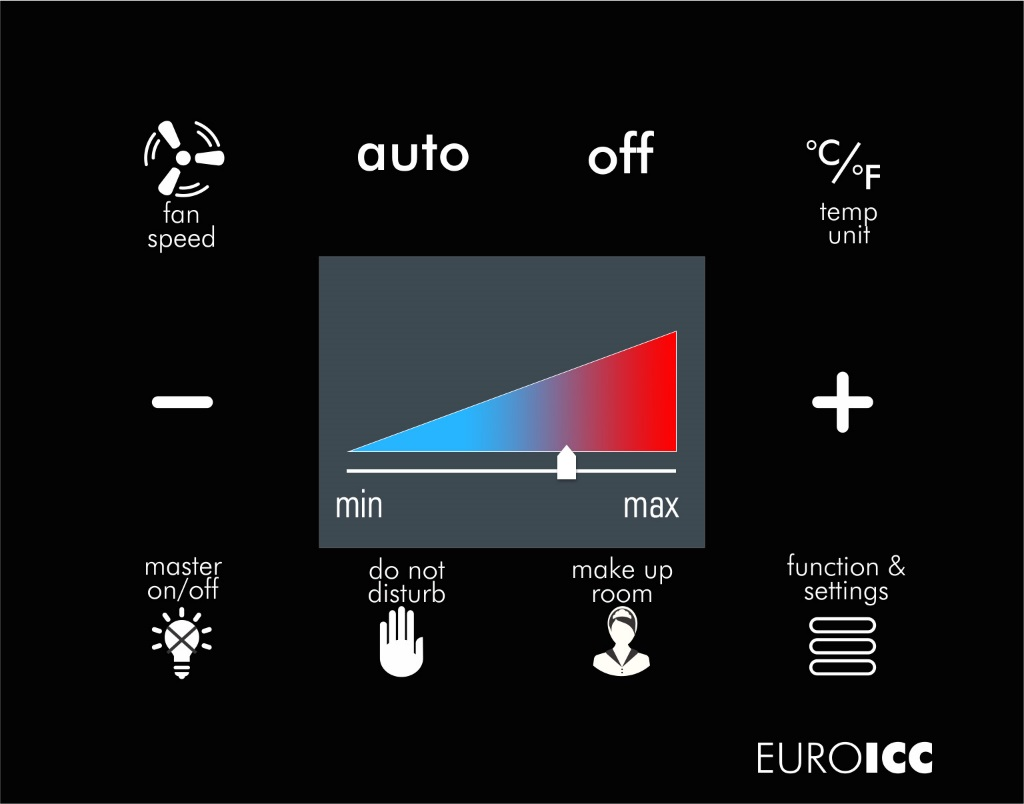 auto
off
°C/°F
fan
speed
temp
unit
min
max
master
on/off
do not
disturb
make up
room
function &
settings
EUROICC